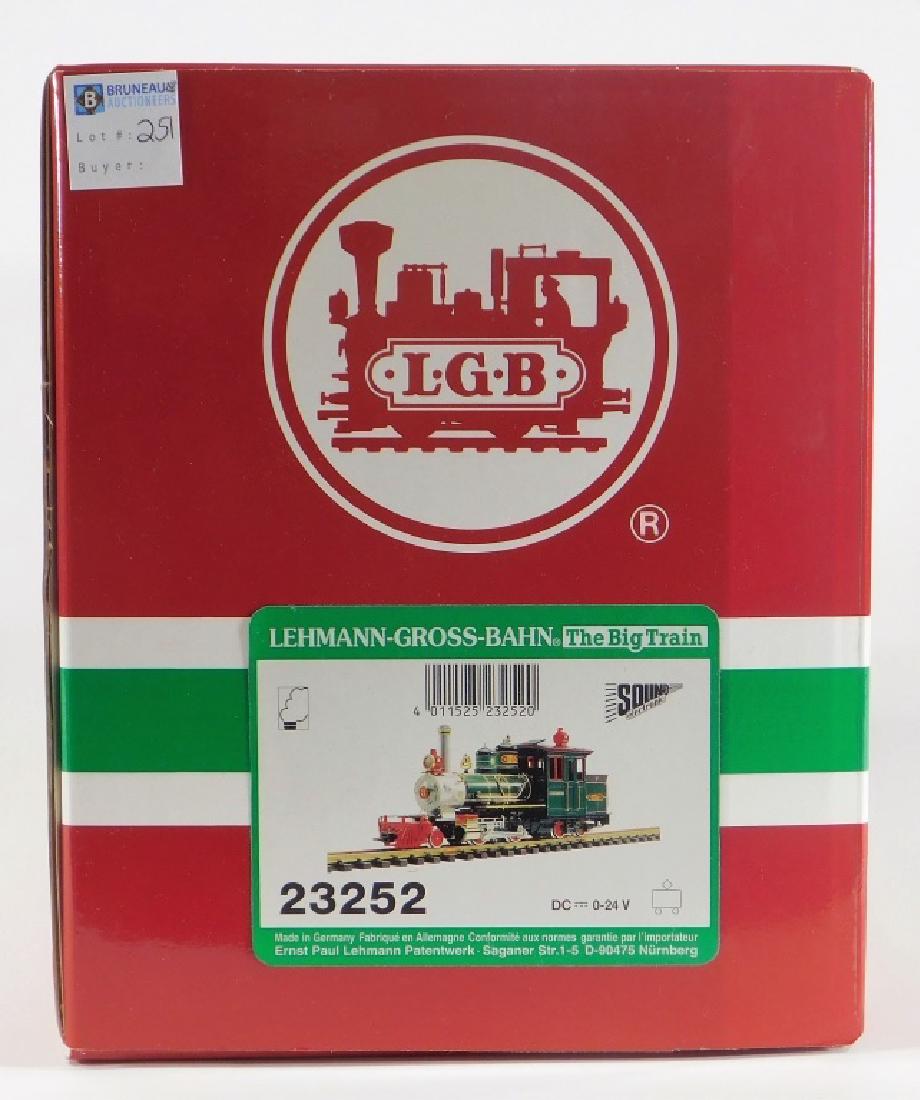 BRUNEAU &
B
AUCTIONEERS
Lot #: 251
Buyer:
L·G·B
®
LEHMANN-GROSS-BAHN® The Big Train
4 011525 232520
SOUND
electronic
23252
DC 0-24 V
Made in Germany Fabriqué en Allemagne Conformité aux normes garantie par l'importateur
Ernst Paul Lehmann Patentwerk · Saganer Str.1-5 D-90475 Nürnberg